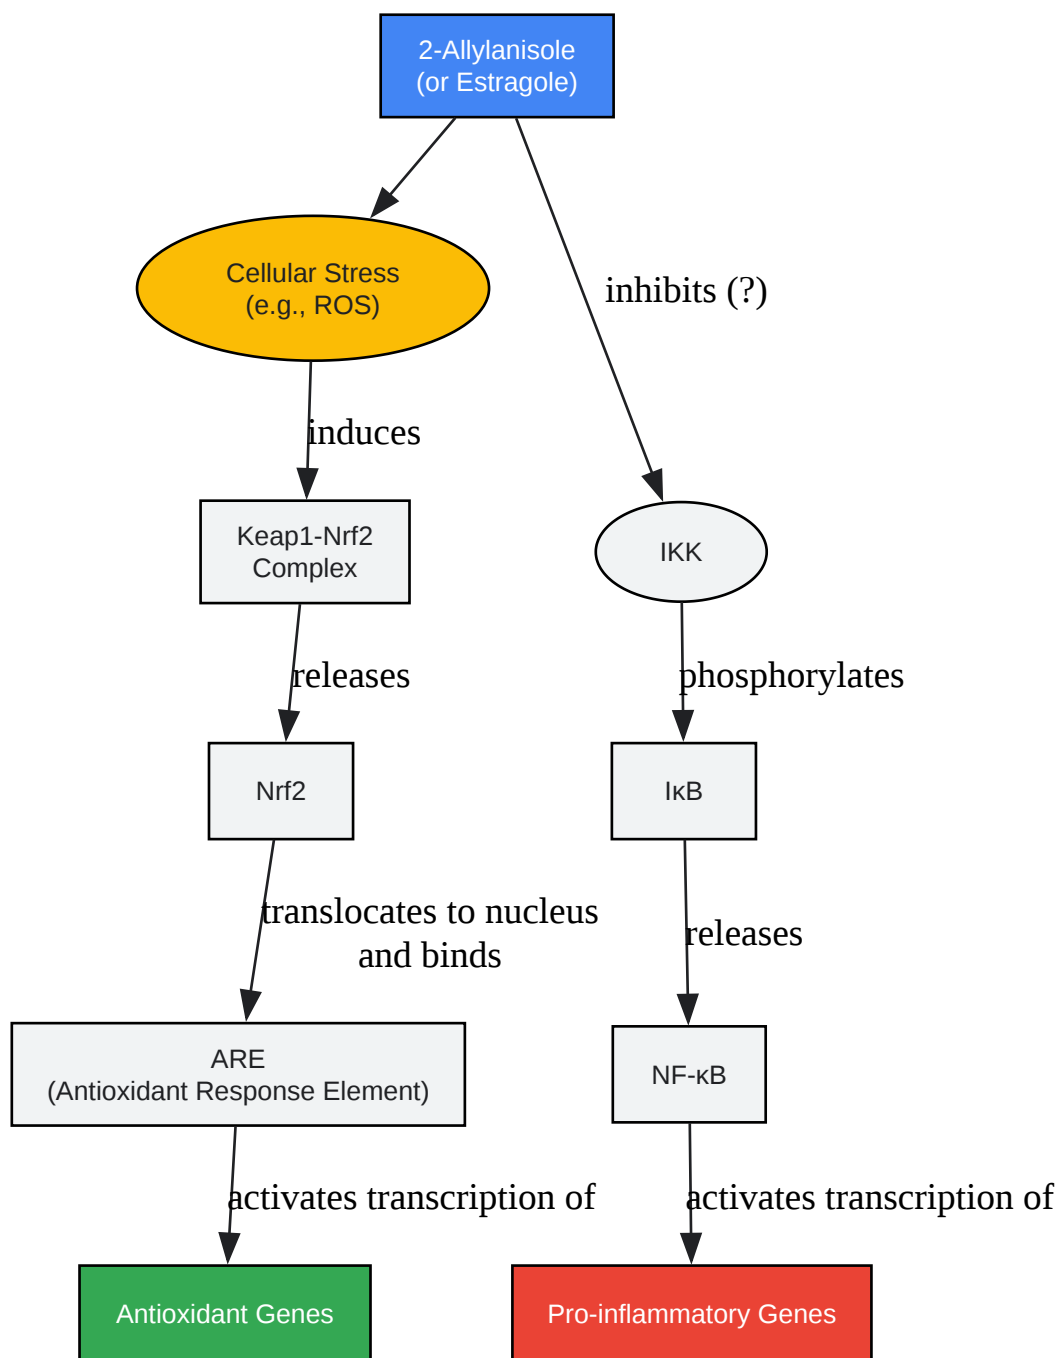 2-Allylanisole
(or Estragole)
Cellular Stress
(e.g., ROS)
inhibits (?)
induces
Keap1-Nrf2
Complex
IKK
releases
phosphorylates
Nrf2
IκB
translocates to nucleus
and binds
releases
ARE
(Antioxidant Response Element)
NF-κB
activates transcription of
activates transcription of
Antioxidant Genes
Pro-inflammatory Genes